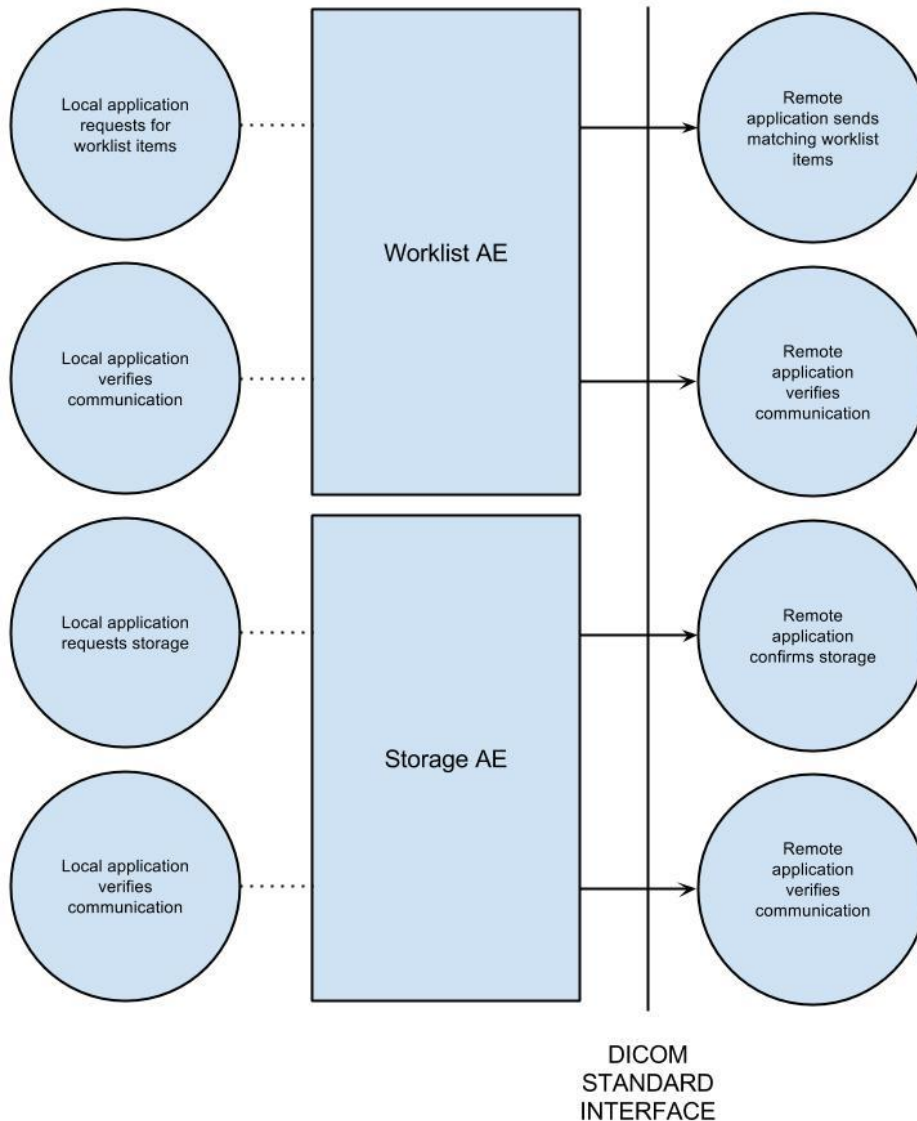 Local application
requests for
worklist items
Remote
application sends
matching worklist
items
Worklist AE
Local application
verifies
communication
Remote
application
verifies
communication
Local application
requests storage
Remote
application
confirms storage
Storage AE
Local application
verifies
communication
Remote
application
verifies
communication
DICOM
STANDARD
INTERFACE